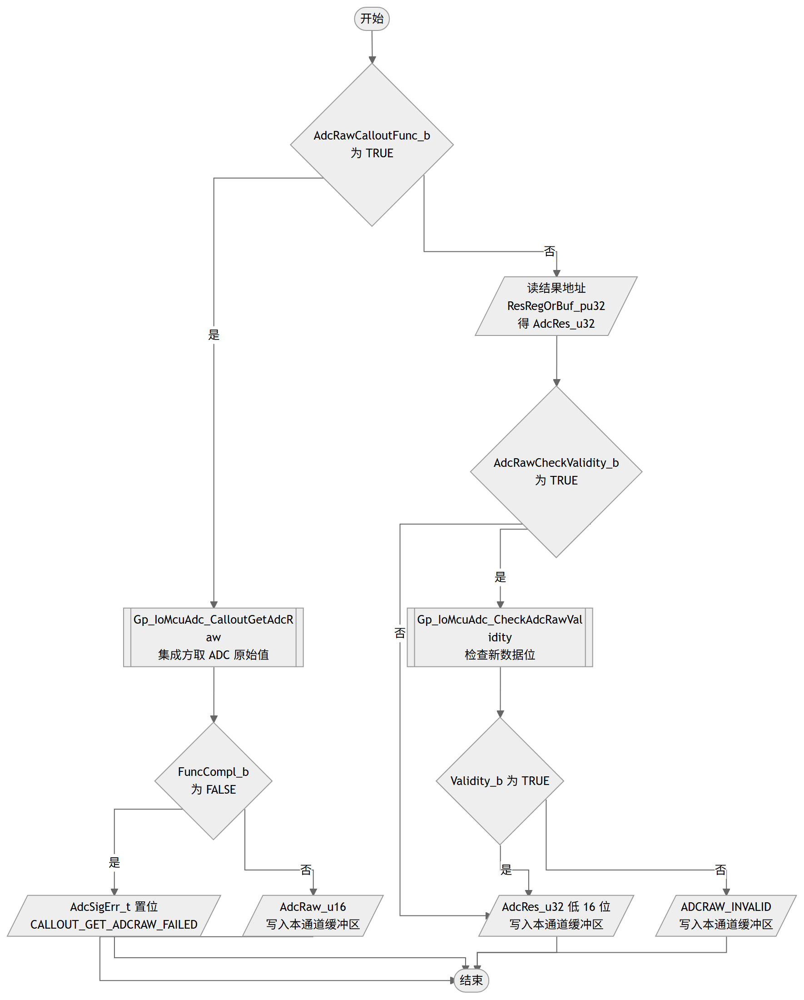 开始
AdcRawCalloutFunc_b
为 TRUE
否
读结果地址
ResRegOrBuf_pu32
得 AdcRes_u32
是
AdcRawCheckValidity_b
为 TRUE
是
Gp_IoMcuAdc_CalloutGetAdcR
aw
集成方取 ADC 原始值
否
Gp_IoMcuAdc_CheckAdcRawVal
idity
检查新数据位
FuncCompl_b
为 FALSE
Validity_b 为 TRUE
是
否
是
否
AdcSigErr_t 置位
CALLOUT_GET_ADCRAW_FAILED
AdcRaw_u16
写入本通道缓冲区
AdcRes_u32 低 16 位
写入本通道缓冲区
ADCRAW_INVALID
写入本通道缓冲区
结束